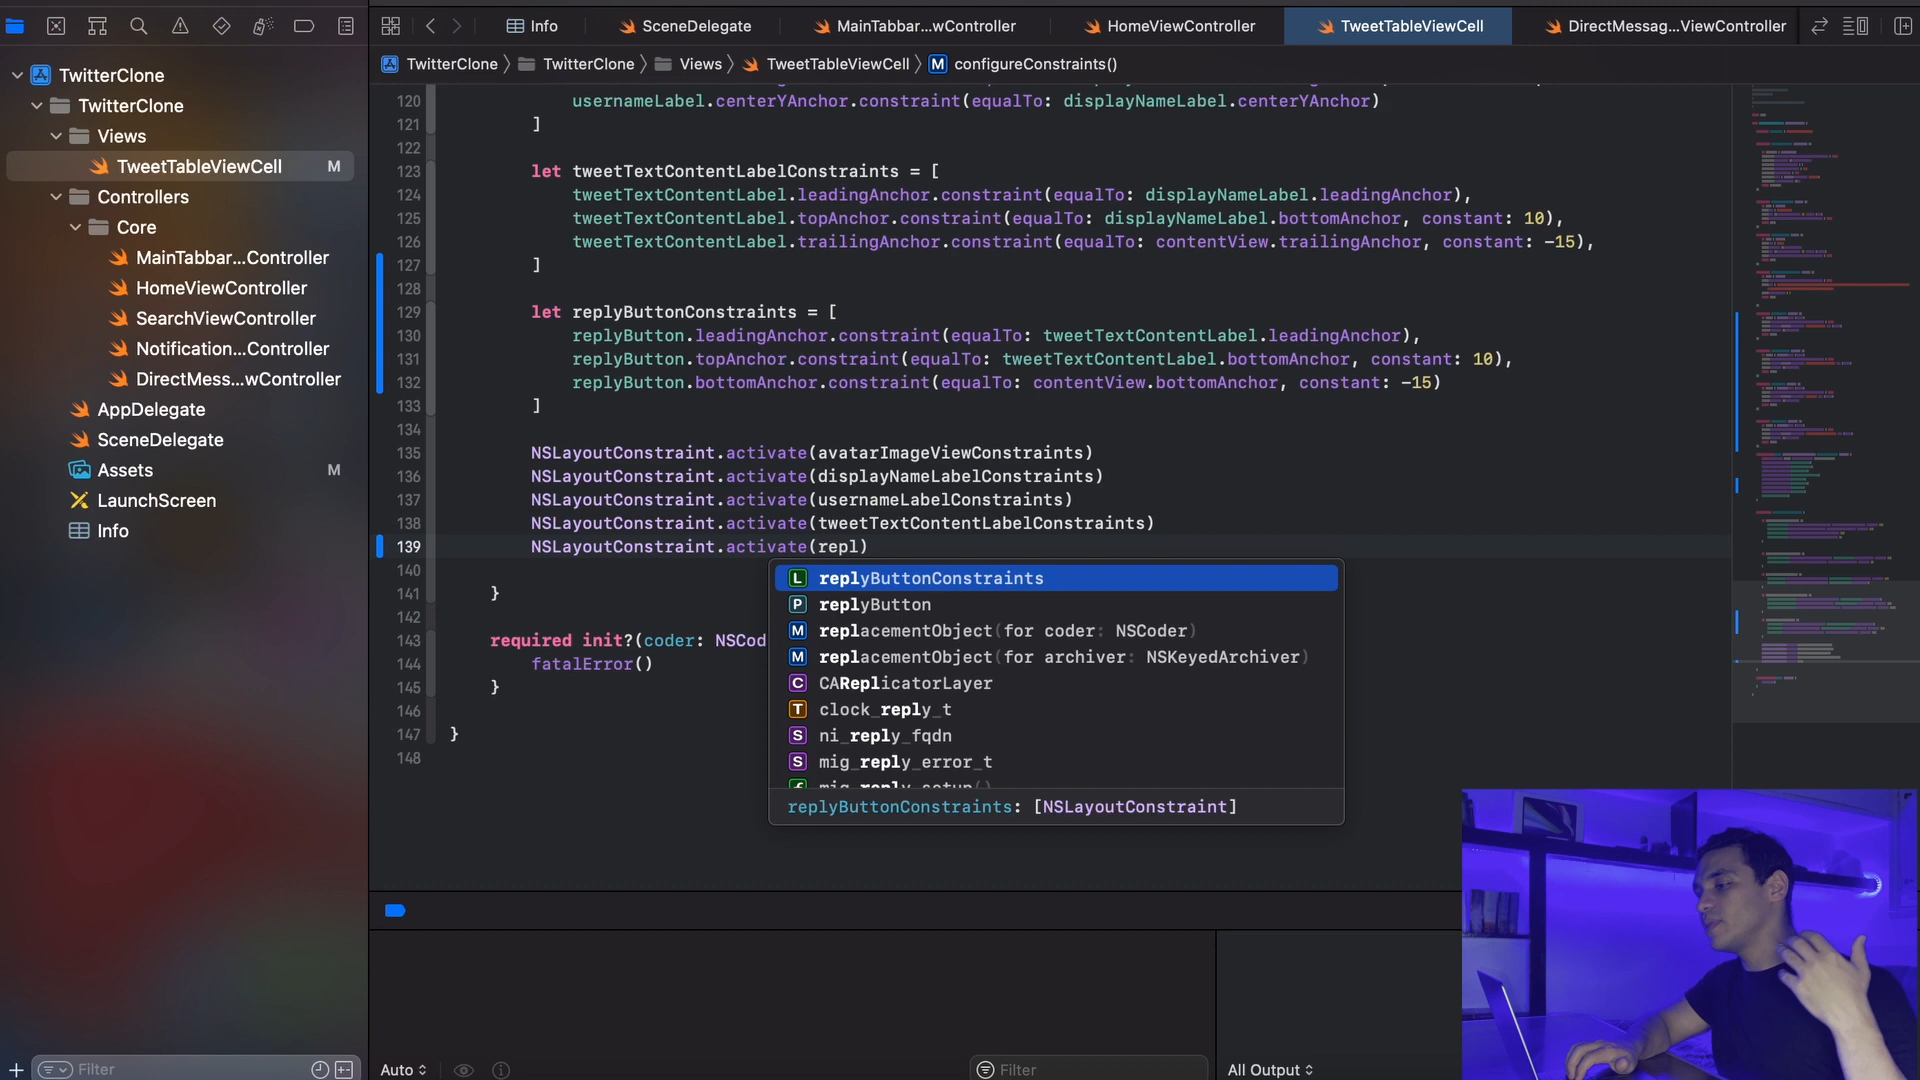 Info
SceneDelegate
MainTabbar...wController
HomeViewController
TweetTableViewCell
DirectMessag...ViewController
TwitterClone
TwitterClone
Views
TweetTableViewCell
M
configureConstraints()
TwitterClone
TwitterClone
Views
TweetTableViewCell
M
Controllers
Core
MainTabbar...Controller
HomeViewController
SearchViewController
Notification...Controller
DirectMess...wController
AppDelegate
SceneDelegate
Assets
M
LaunchScreen
Info
Filter
120 usernameLabel.centerYAnchor.constraint(equalTo: displayNameLabel.centerYAnchor)
121 ]
122
123 let tweetTextContentLabelConstraints = [
124 tweetTextContentLabel.leadingAnchor.constraint(equalTo: displayNameLabel.leadingAnchor),
125 tweetTextContentLabel.topAnchor.constraint(equalTo: displayNameLabel.bottomAnchor, constant: 10),
126 tweetTextContentLabel.trailingAnchor.constraint(equalTo: contentView.trailingAnchor, constant: -15),
127 ]
128
129 let replyButtonConstraints = [
130 replyButton.leadingAnchor.constraint(equalTo: tweetTextContentLabel.leadingAnchor),
131 replyButton.topAnchor.constraint(equalTo: tweetTextContentLabel.bottomAnchor, constant: 10),
132 replyButton.bottomAnchor.constraint(equalTo: contentView.bottomAnchor, constant: -15)
133 ]
134
135 NSLayoutConstraint.activate(avatarImageViewConstraints)
136 NSLayoutConstraint.activate(displayNameLabelConstraints)
137 NSLayoutConstraint.activate(usernameLabelConstraints)
138 NSLayoutConstraint.activate(tweetTextContentLabelConstraints)
139 NSLayoutConstraint.activate(repl)
140
141 }
142
143 required init?(coder: NSCod
144 fatalError()
145 }
146
147 }
148
L replyButtonConstraints
P replyButton
M replacementObject(for coder: NSCoder)
M replacementObject(for archiver: NSKeyedArchiver)
C CAReplicatorLayer
T clock_reply_t
S ni_reply_fqdn
S mig_reply_error_t
f mig_reply_setup()
replyButtonConstraints: [NSLayoutConstraint]
Auto
Filter
All Output